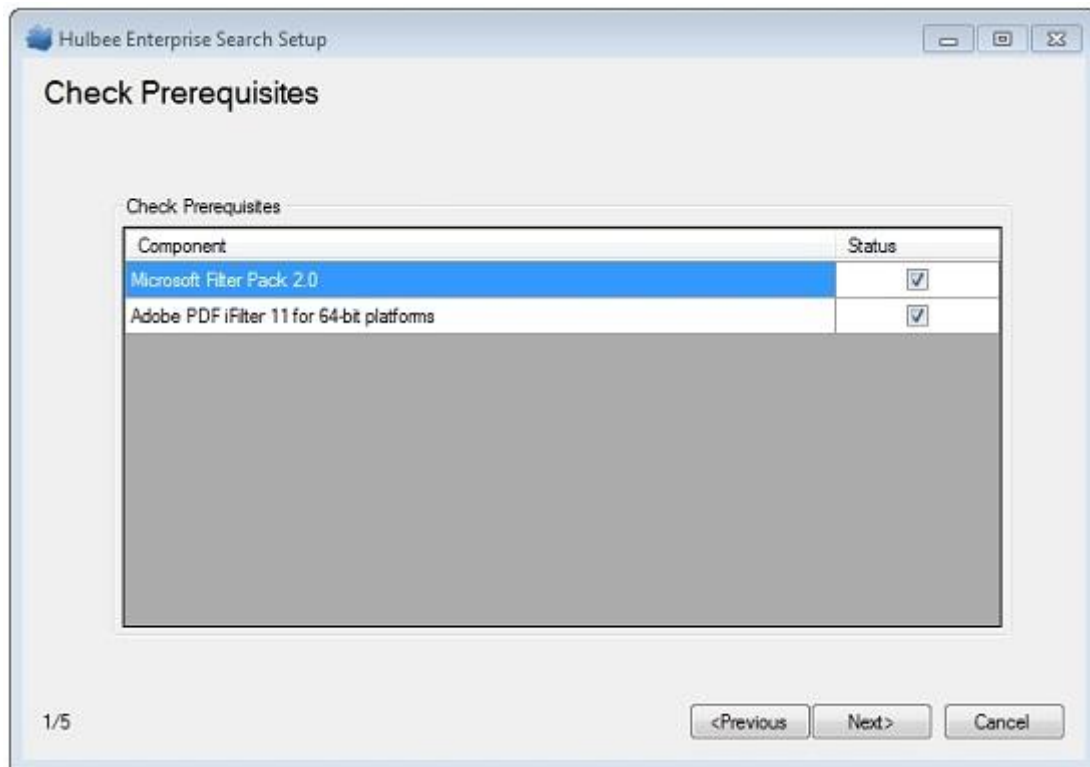 Hulbee Enterprise Search Setup
Check Prerequisites
Check Prerequisites
Component Status
Microsoft Filter Pack 2.0
Adobe PDF iFilter 11 for 64-bit platforms
1/5 <Previous Next> Cancel